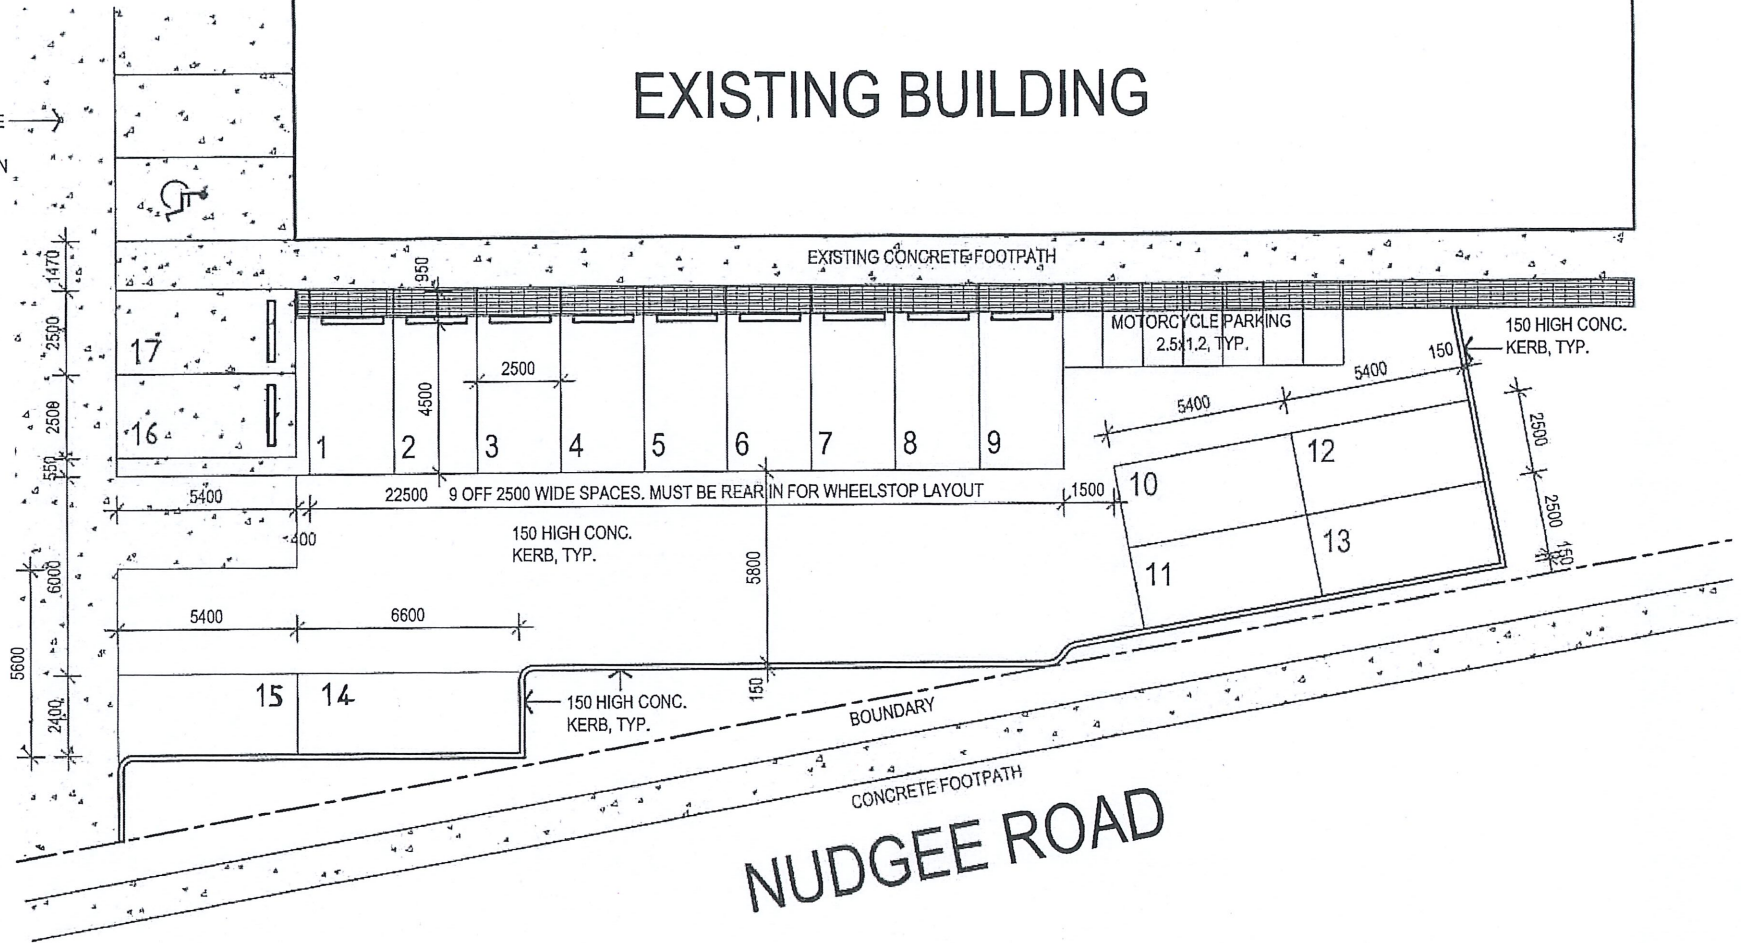 EXISTING BUILDING
N
1470
950
EXISTING CONCRETE FOOTPATH
2500
17
MOTORCYCLE PARKING
2.5x1.2, TYP.
150 HIGH CONC.
KERB, TYP.
150
5400
5400
2500
4500
2500
16
1
2
3
4
5
6
7
8
9
10
12
2500
550
5400
22500
9 OFF 2500 WIDE SPACES. MUST BE REAR IN FOR WHEELSTOP LAYOUT
1500
2500
400
150 HIGH CONC.
KERB, TYP.
13
11
150
6000
5800
5400
6600
5600
15
14
2400
150 HIGH CONC.
KERB, TYP.
150
BOUNDARY
CONCRETE FOOTPATH
NUDGEE ROAD